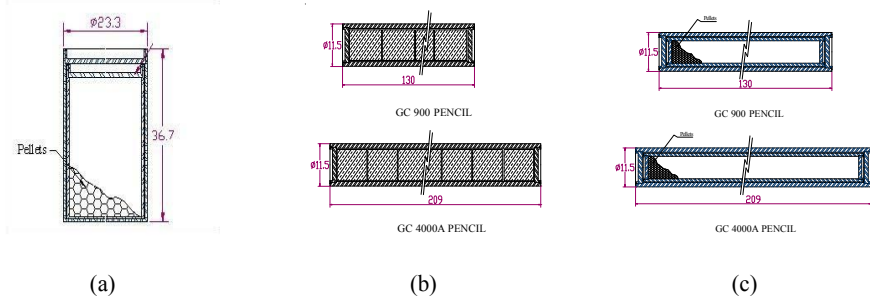 ø23.3
36.7
Pellets
(a)
ø11.5
130
GC 900 PENCIL
ø11.5
209
GC 4000A PENCIL
(b)
Pellets
ø11.5
130
GC 900 PENCIL
Pellets
ø11.5
209
GC 4000A PENCIL
(c)